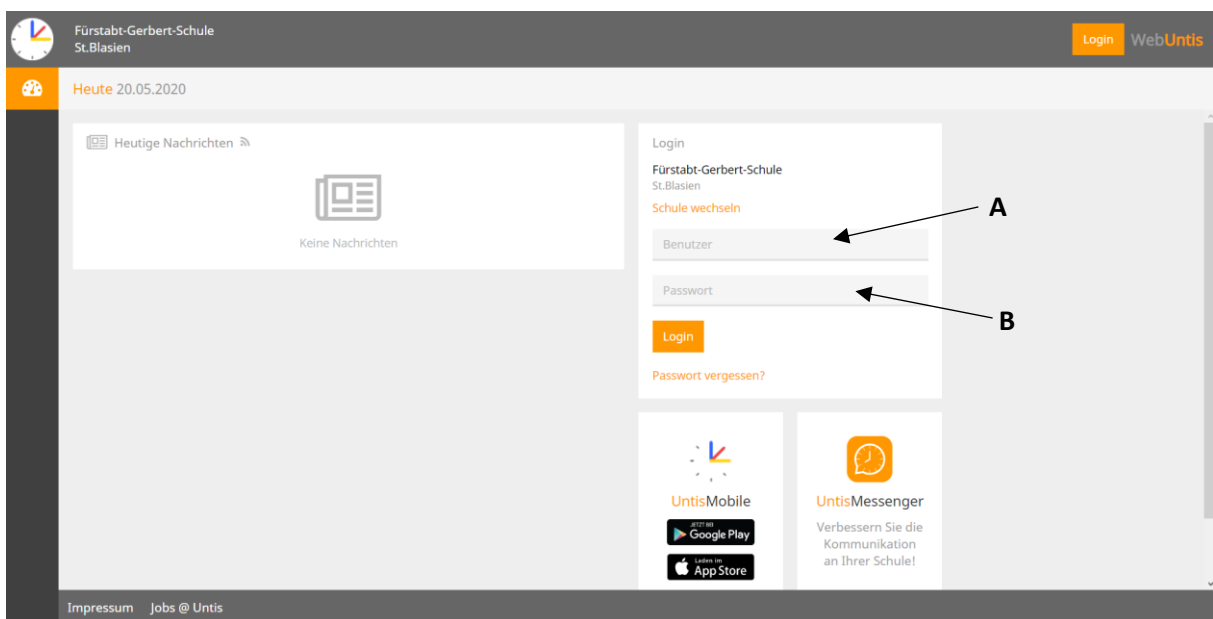 Fürstabt-Gerbert-Schule
St.Blasien
Login
WebUntis
Heute 20.05.2020
Heutige Nachrichten
Keine Nachrichten
Login
Fürstabt-Gerbert-Schule
St.Blasien
Schule wechseln
A
Benutzer
Passwort
B
Login
Passwort vergessen?
UntisMobile
JETZT BEI
Google Play
Laden im
App Store
UntisMessenger
Verbessern Sie die
Kommunikation
an Ihrer Schule!
Impressum Jobs @ Untis